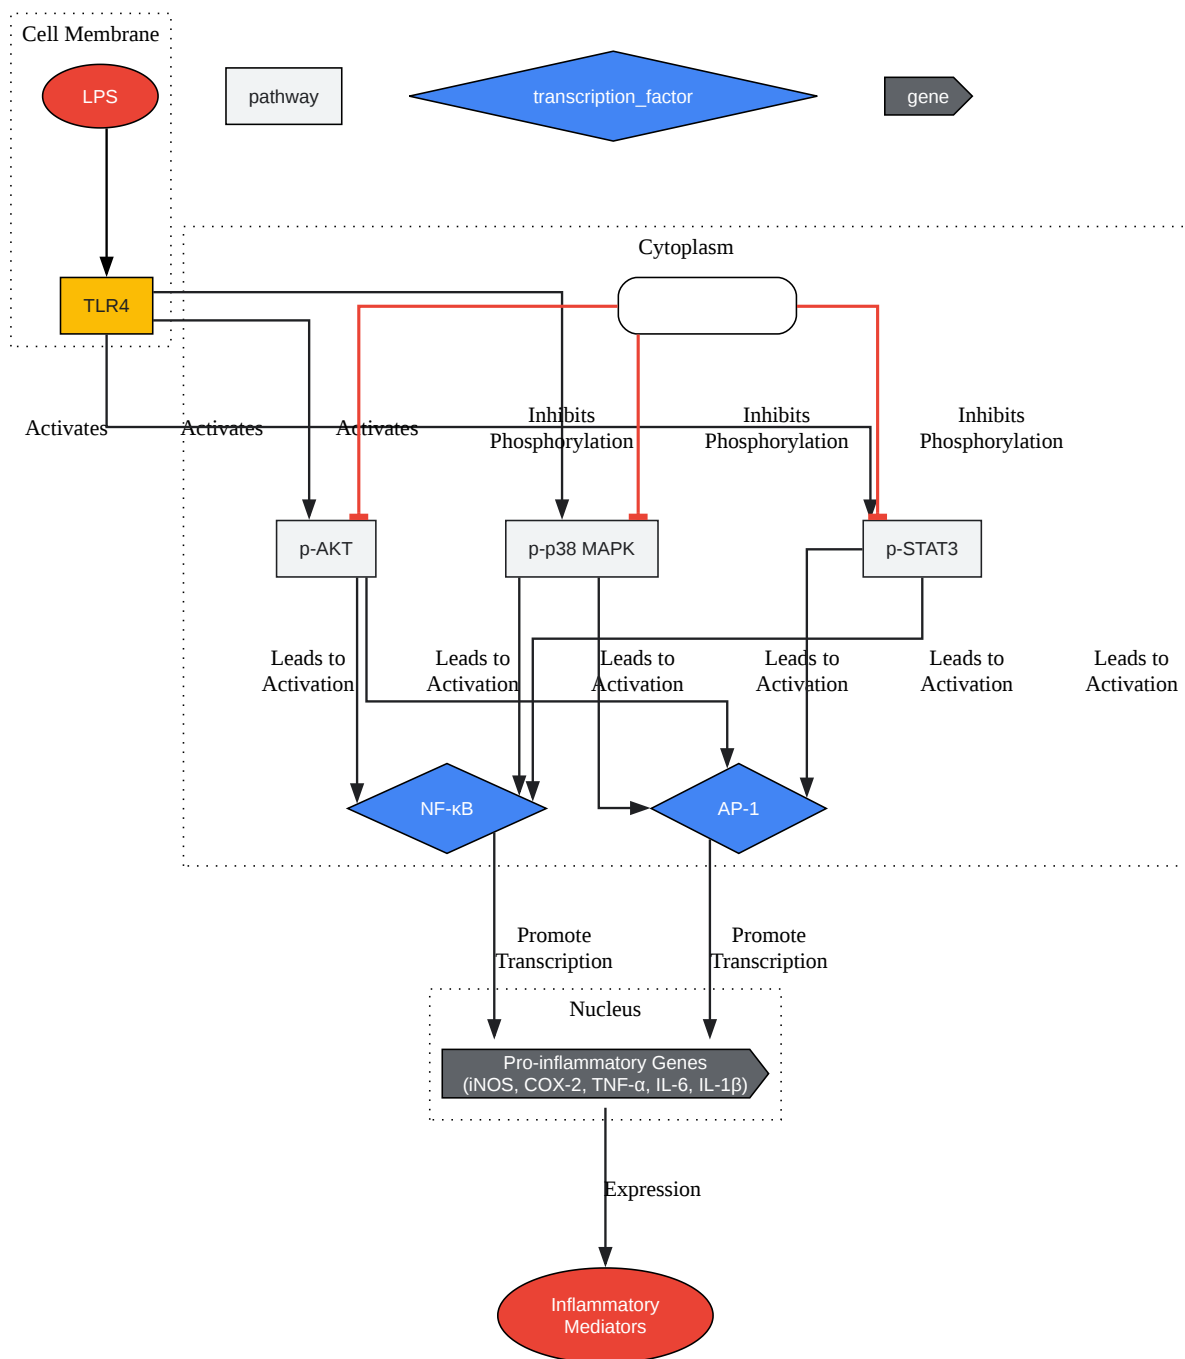 Cell Membrane
LPS
pathway
transcription_factor
gene
Cytoplasm
TLR4
Activates
Activates
Activates
Inhibits
Phosphorylation
Inhibits
Phosphorylation
Inhibits
Phosphorylation
p-AKT
p-p38 MAPK
p-STAT3
Leads to
Activation
Leads to
Activation
Leads to
Activation
Leads to
Activation
Leads to
Activation
Leads to
Activation
NF-κB
AP-1
Promote
Transcription
Promote
Transcription
Nucleus
Pro-inflammatory Genes
(iNOS, COX-2, TNF-α, IL-6, IL-1β)
Expression
Inflammatory
Mediators